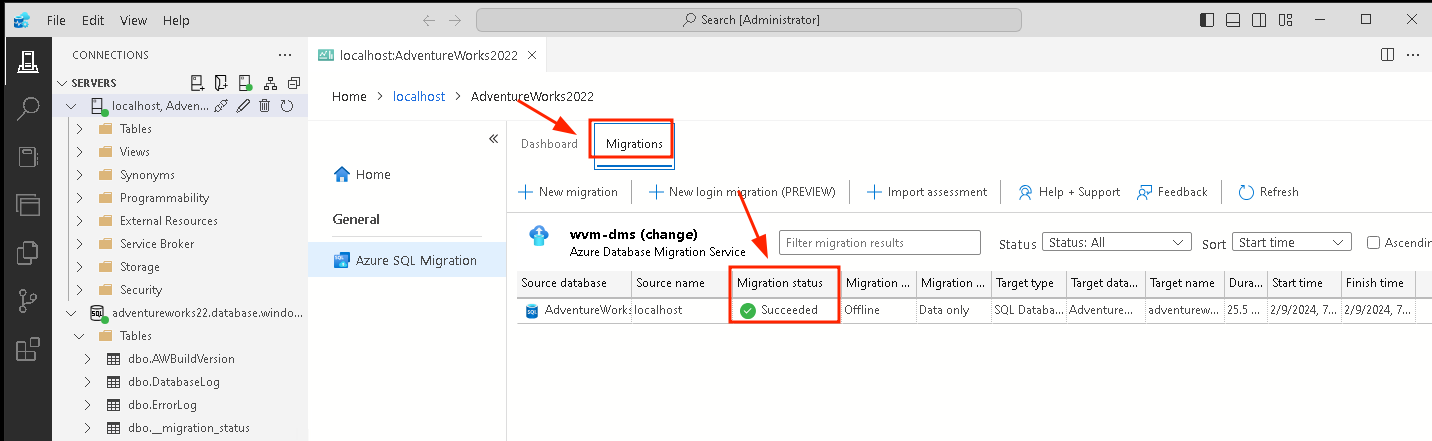 File Edit View Help Search [Administrator]
CONNECTIONS
SERVERS
localhost, Adven...
Tables
Views
Synonyms
Programmability
External Resources
Service Broker
Storage
Security
adventureworks22.database.windo...
Tables
dbo.AWBuildVersion
dbo.DatabaseLog
dbo.ErrorLog
dbo.__migration_status
localhost:AdventureWorks2022
Home > localhost > AdventureWorks2022
Home
General
Azure SQL Migration
Dashboard Migrations
New migration New login migration (PREVIEW) Import assessment Help + Support Feedback Refresh
wvm-dms (change)
Azure Database Migration Service
Filter migration results Status Status: All Sort Start time Ascendin
Source database Source name Migration status Migration ... Migration ... Target type Target data... Target name Dura... Start time Finish time
SQL AdventureWorks localhost Succeeded Offline Data only SQL Databa... Adventure... adventurew... 25.5 ... 2/9/2024, 7... 2/9/2024, 7...